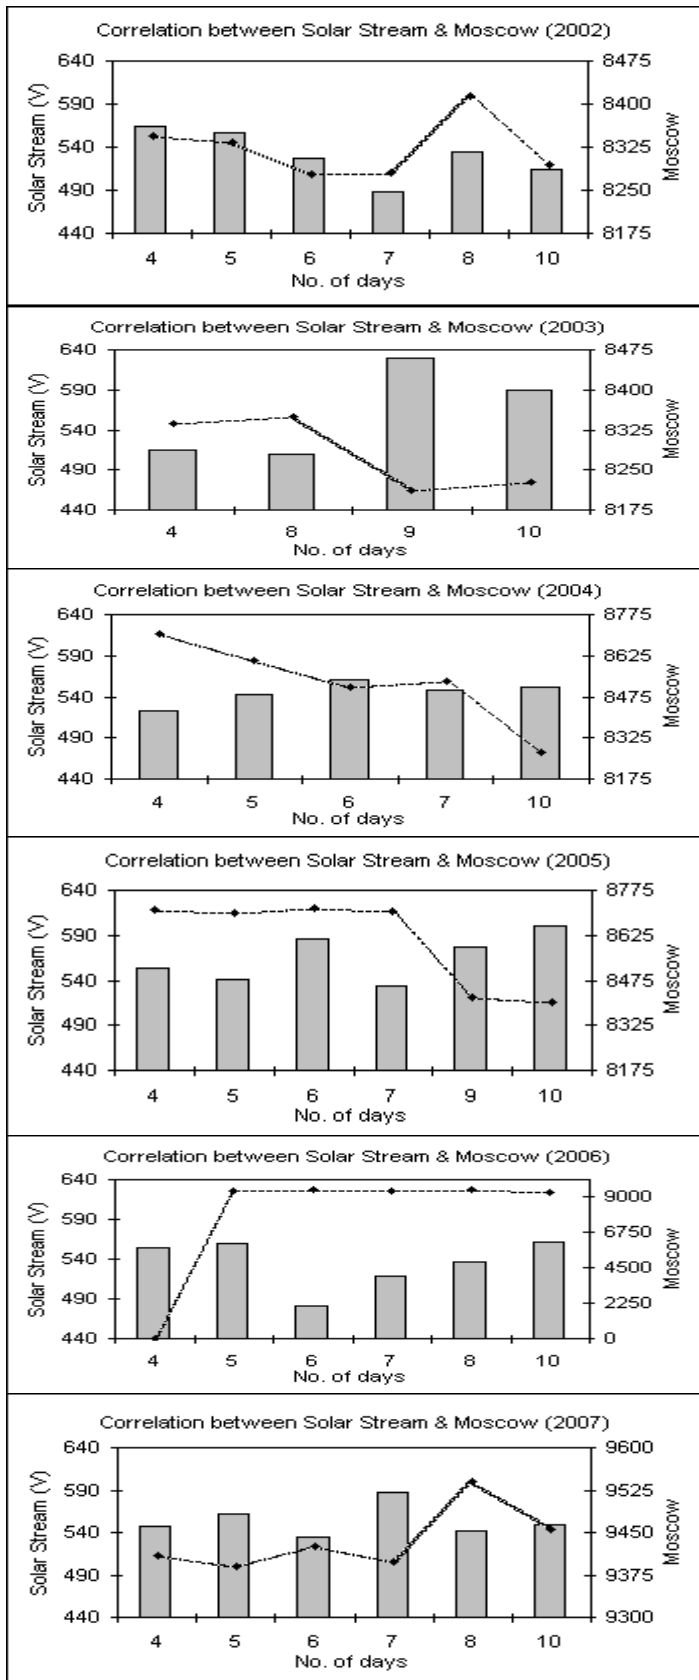 Correlation between Solar Stream & Moscow (2002)
Solar Stream (V)
640
590
540
490
440
8475
8400
8325
8250
8175
Moscow
4 5 6 7 8 10
No. of days
Correlation between Solar Stream & Moscow (2003)
Solar Stream (V)
640
590
540
490
440
8475
8400
8325
8250
8175
Moscow
4 8 9 10
No. of days
Correlation between Solar Stream & Moscow (2004)
Solar Stream (V)
640
590
540
490
440
8775
8625
8475
8325
8175
Moscow
4 5 6 7 10
No. of days
Correlation between Solar Stream & Moscow (2005)
Solar Stream (V)
640
590
540
490
440
8775
8625
8475
8325
8175
Moscow
4 5 6 7 9 10
No. of days
Correlation between Solar Stream & Moscow (2006)
Solar Stream (V)
640
590
540
490
440
9000
6750
4500
2250
0
Moscow
4 5 6 7 8 10
No. of days
Correlation between Solar Stream & Moscow (2007)
Solar Stream (V)
640
590
540
490
440
9600
9525
9450
9375
9300
Moscow
4 5 6 7 8 10
No. of days